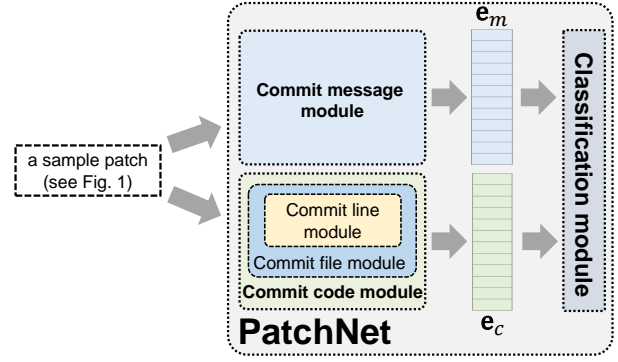 a sample patch
(see Fig. 1)
Commit message
module
e_m
Commit line
module
Commit file module
Commit code module
e_c
Classification module
PatchNet